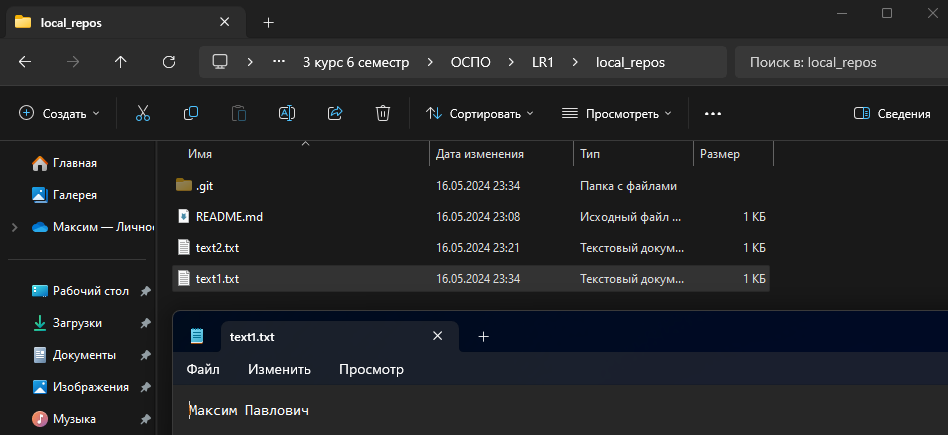 local_repos
··· 3 курс 6 семестр ОСПО LR1 local_repos Поиск в: local_repos
Создать Сортировать Просмотреть ··· Сведения
Имя Дата изменения Тип Размер
Главная
Галерея
Максим — Личнос
Рабочий стол
Загрузки
Документы
Изображения
Музыка
.git 16.05.2024 23:34 Папка с файлами
README.md 16.05.2024 23:08 Исходный файл ... 1 КБ
text2.txt 16.05.2024 23:21 Текстовый докум... 1 КБ
text1.txt 16.05.2024 23:34 Текстовый докум... 1 КБ
text1.txt
Файл Изменить Просмотр
Максим Павлович